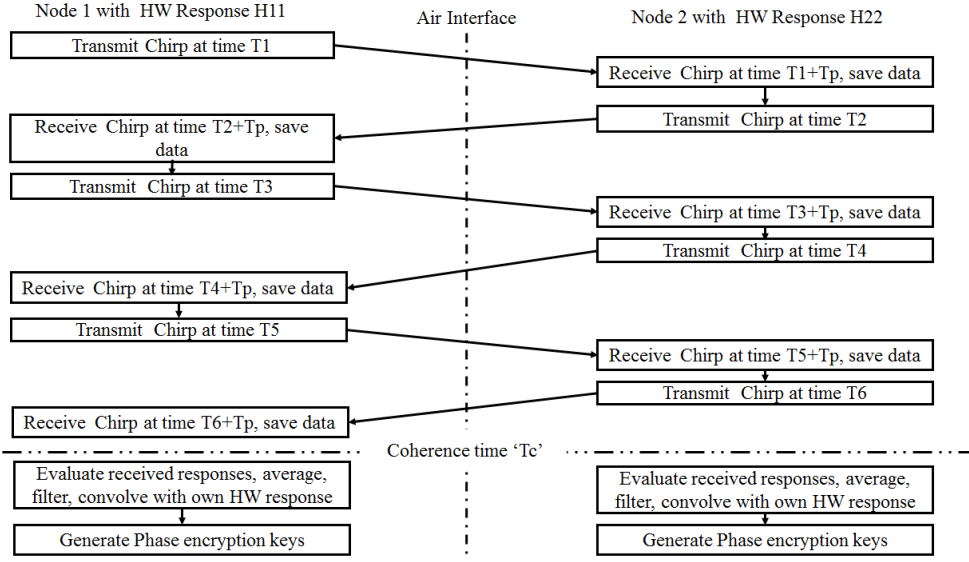 Node 1 with HW Response H11
Air Interface
Node 2 with HW Response H22
Transmit Chirp at time T1
Receive Chirp at time T1+Tp, save data
Transmit Chirp at time T2
Receive Chirp at time T2+Tp, save
data
Transmit Chirp at time T3
Receive Chirp at time T3+Tp, save data
Transmit Chirp at time T4
Receive Chirp at time T4+Tp, save data
Transmit Chirp at time T5
Receive Chirp at time T5+Tp, save data
Transmit Chirp at time T6
Receive Chirp at time T6+Tp, save data
Coherence time ‘Tc’
Evaluate received responses, average,
filter, convolve with own HW response
Generate Phase encryption keys
Evaluate received responses, average,
filter, convolve with own HW response
Generate Phase encryption keys